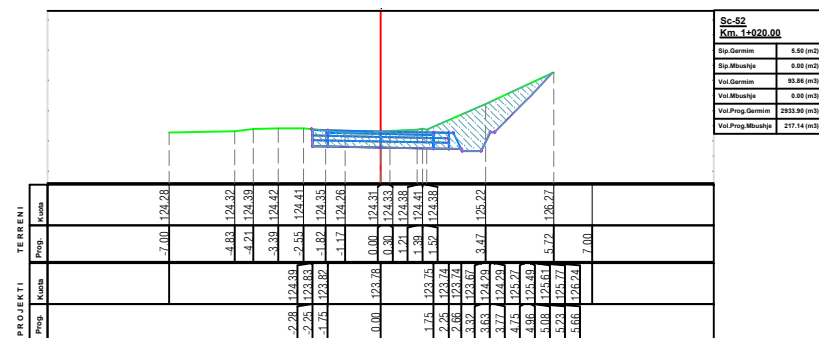 Sc-52
Km. 1+020.00
Sip.Germim 5.50 (m2)
Sip.Mbushje 0.00 (m2)
Vol.Germim 93.86 (m3)
Vol.Mbushje 0.00 (m3)
Vol.Prog.Germim 2933.90 (m3)
Vol.Prog.Mbushje 217.14 (m3)
TERRENI
Kuota 124.28 124.32 124.39 124.42 124.41 124.35 124.26 124.31 124.33 124.38 124.41 124.38 125.22 126.27
Prog. -7.00 -4.83 -4.21 -3.39 -2.55 -1.82 -1.17 0.00 0.30 1.21 1.39 1.52 3.47 5.72 7.00
PROJEKTI
Kuota 124.39 123.83 123.82 123.78 123.75 123.74 123.74 123.67 124.29 124.29 125.27 125.49 125.61 125.77 126.24
Prog. -2.28 -2.25 -1.75 0.00 1.75 2.25 2.66 3.32 3.63 3.77 4.75 4.96 5.08 5.23 5.66